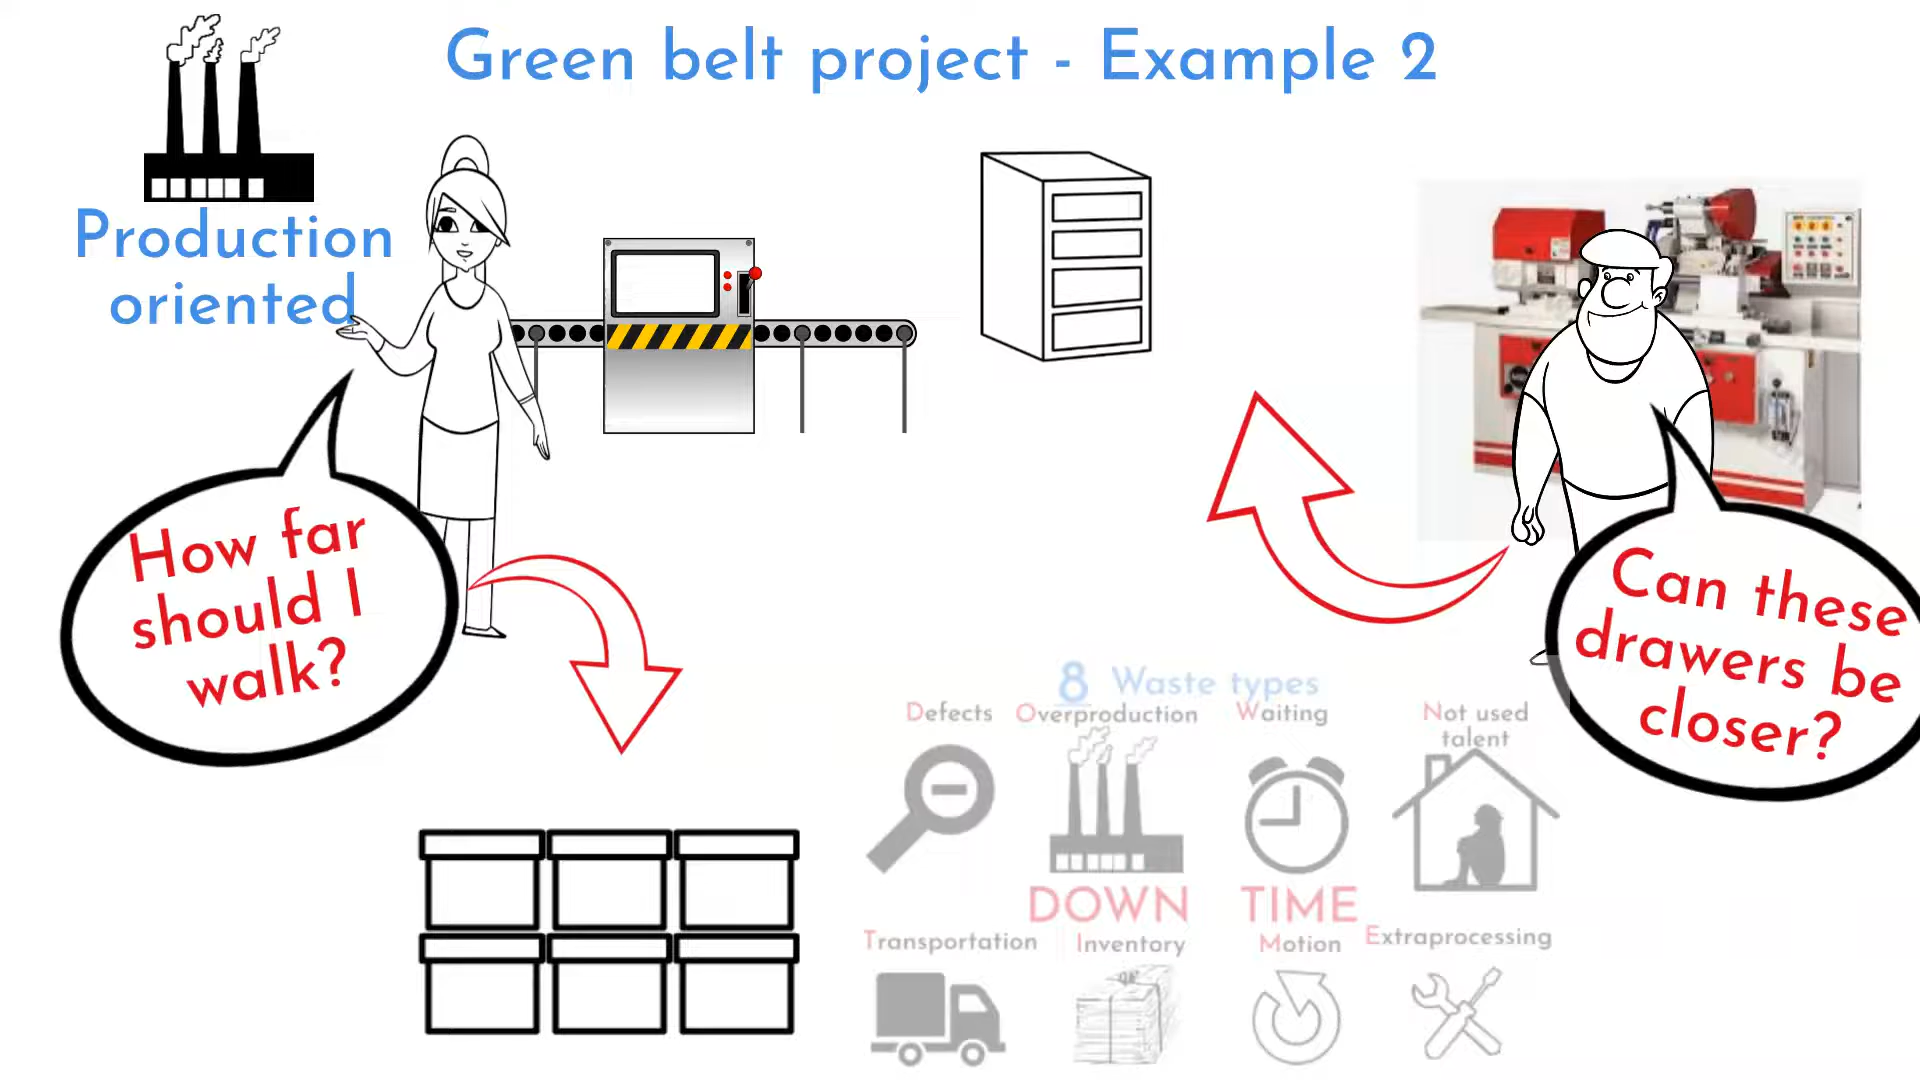 Green belt project - Example 2
Production
oriented
How far
should I
walk?
Can these
drawers be
closer?
8 Waste types
Defects
Overproduction
Waiting
Not used
talent
DOWN TIME
Transportation
Inventory
Motion
Extraprocessing